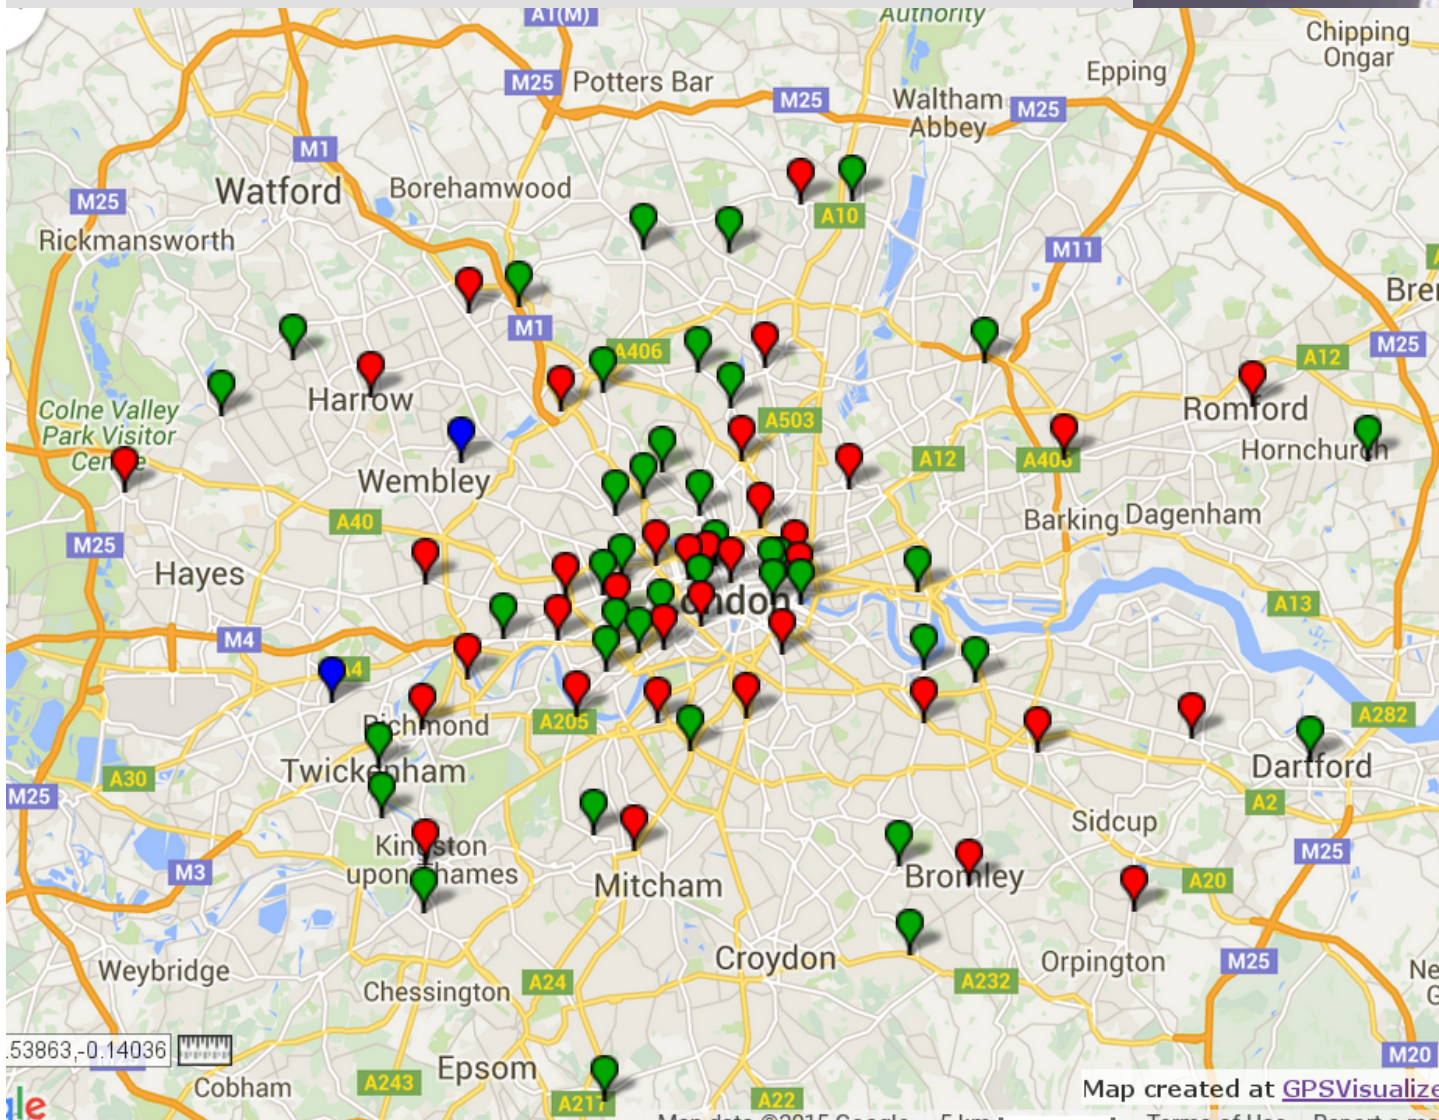 A1(M)
Authority
Chipping
Ongar
Epping
M25
Potters Bar
M25
Waltham
Abbey
M25
M1
Watford
Borehamwood
M25
A10
Rickmansworth
M11
M1
A406
A12
M25
Harrow
Romford
Colne Valley
Park Visitor
A503
Hornchurch
A12
A406
Wembley
A40
Barking
Dagenham
M25
Hayes
London
A13
M4
Richmond
A205
A282
Twickenham
A30
Dartford
M25
A2
Sidcup
Kingston
upon Thames
M25
M3
Mitcham
Bromley
A20
Croydon
Orpington
M25
Weybridge
A24
A232
Chessington
.53863,-0.14036
Epsom
M20
Cobham
A243
A217
A22
Map created at GPSVisualize